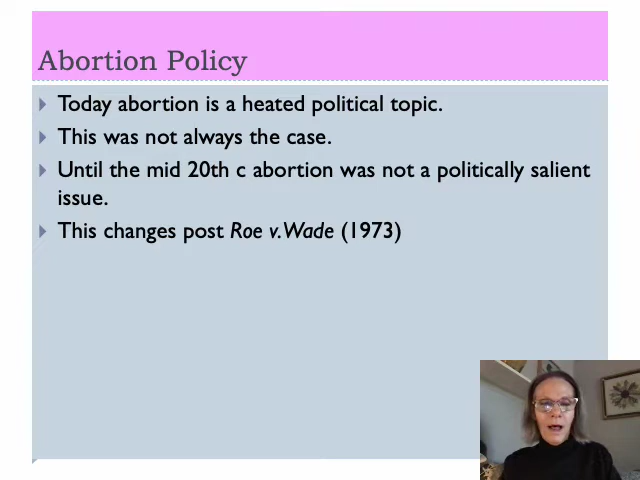 Abortion Policy
Today abortion is a heated political topic.
This was not always the case.
Until the mid 20th c abortion was not a politically salient
issue.
This changes post Roe v. Wade (1973)